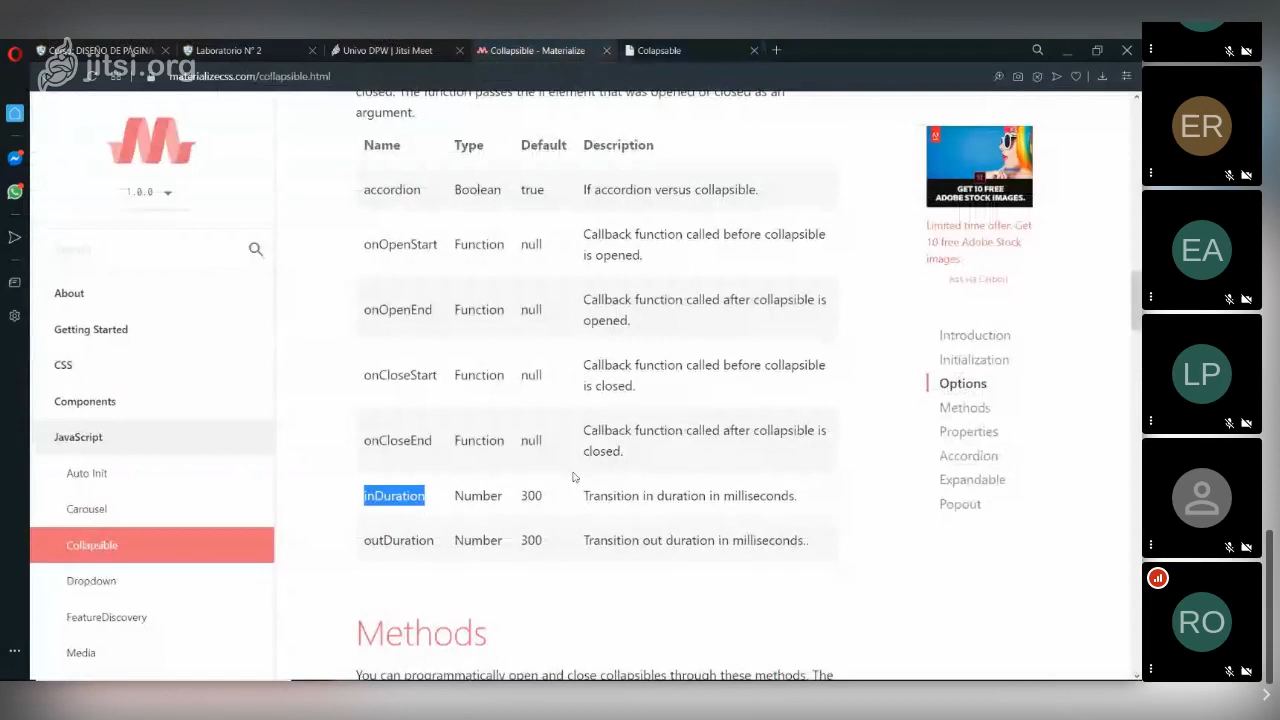 Laboratorio N° 2
Univo DPW | Jitsi Meet
Collapsible - Materialize
Colapsable
jitsi.org
materializecss.com/collapsible.html
closed. The function passes the li element that was opened or closed as an
argument.
Name Type Default Description
accordion Boolean true If accordion versus collapsible.
onOpenStart Function null Callback function called before collapsible
is opened.
onOpenEnd Function null Callback function called after collapsible is
opened.
onCloseStart Function null Callback function called before collapsible
is closed.
onCloseEnd Function null Callback function called after collapsible is
closed.
inDuration Number 300 Transition in duration in milliseconds.
outDuration Number 300 Transition out duration in milliseconds..
Methods
You can programmatically open and close collapsibles through these methods. The
1.0.0
About
Getting Started
CSS
Components
JavaScript
Auto Init
Carousel
Collapsible
Dropdown
FeatureDiscovery
Media
GET 10 FREE
ADOBE STOCK IMAGES.
Limited time offer. Get
10 free Adobe Stock
images.
Introduction
Initialization
Options
Methods
Properties
Accordion
Expandable
Popout
ER
EA
LP
RO